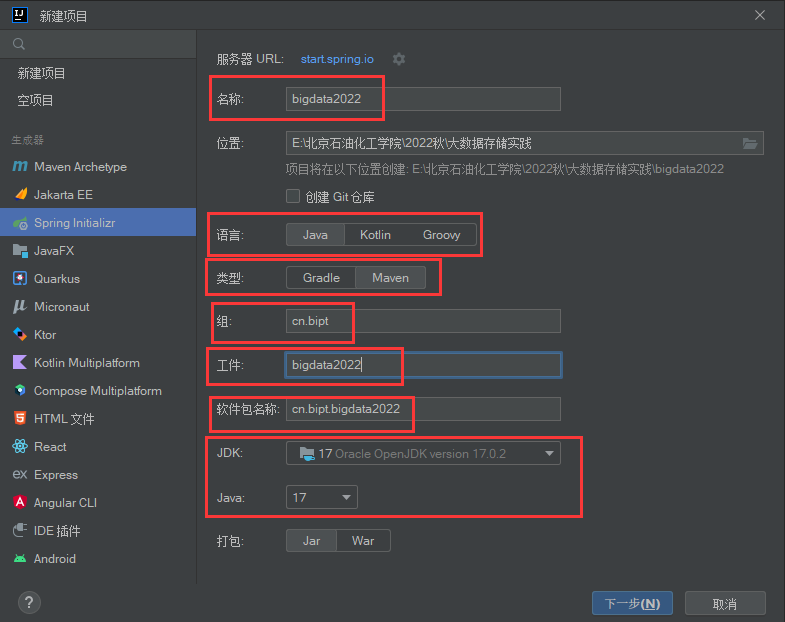 新建项目
新建项目
空项目
生成器
Maven Archetype
Jakarta EE
Spring Initializr
JavaFX
Quarkus
Micronaut
Ktor
Kotlin Multiplatform
Compose Multiplatform
HTML 文件
React
ex Express
Angular CLI
IDE 插件
Android
?
服务器 URL: start.spring.io
名称: bigdata2022
位置: E:\北京石油化工学院\2022秋\大数据存储实践
项目将在以下位置创建: E:\北京石油化工学院\2022秋\大数据存储实践\bigdata2022
创建 Git 仓库
语言: Java Kotlin Groovy
类型: Gradle Maven
组: cn.bipt
工件: bigdata2022
软件包名称: cn.bipt.bigdata2022
JDK: 17 Oracle OpenJDK version 17.0.2
Java: 17
打包: Jar War
下一步(N) 取消